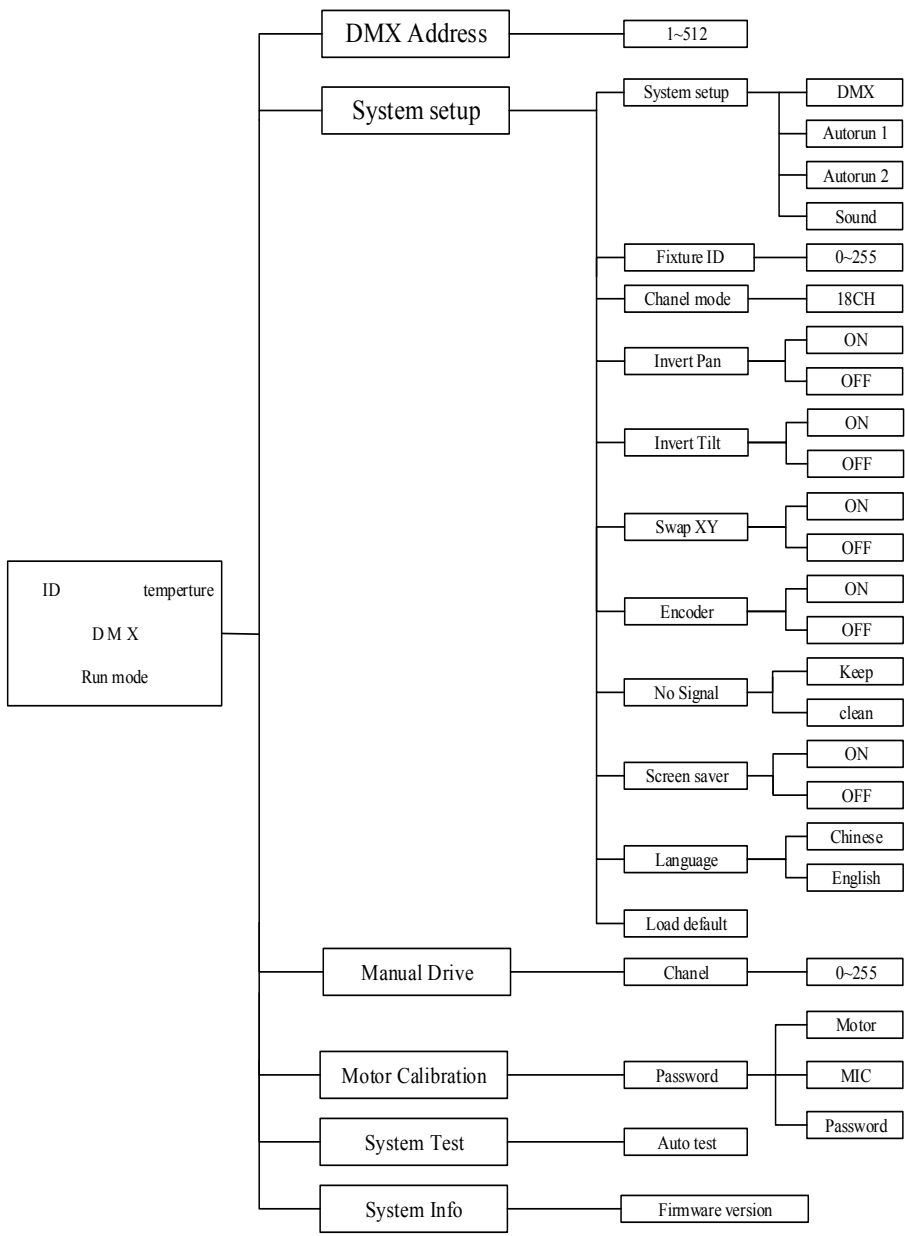 DMX Address
1~512
System setup
System setup
DMX
Autorun 1
Autorun 2
Sound
Fixture ID
0~255
Chanel mode
18CH
Invert Pan
ON
OFF
Invert Tilt
ON
OFF
Swap XY
ON
OFF
ID temperture
DMX
Run mode
Encoder
ON
OFF
No Signal
Keep
clean
Screen saver
ON
OFF
Language
Chinese
English
Load default
Manual Drive
Chanel
0~255
Motor Calibration
Password
Motor
MIC
Password
System Test
Auto test
System Info
Firmware version